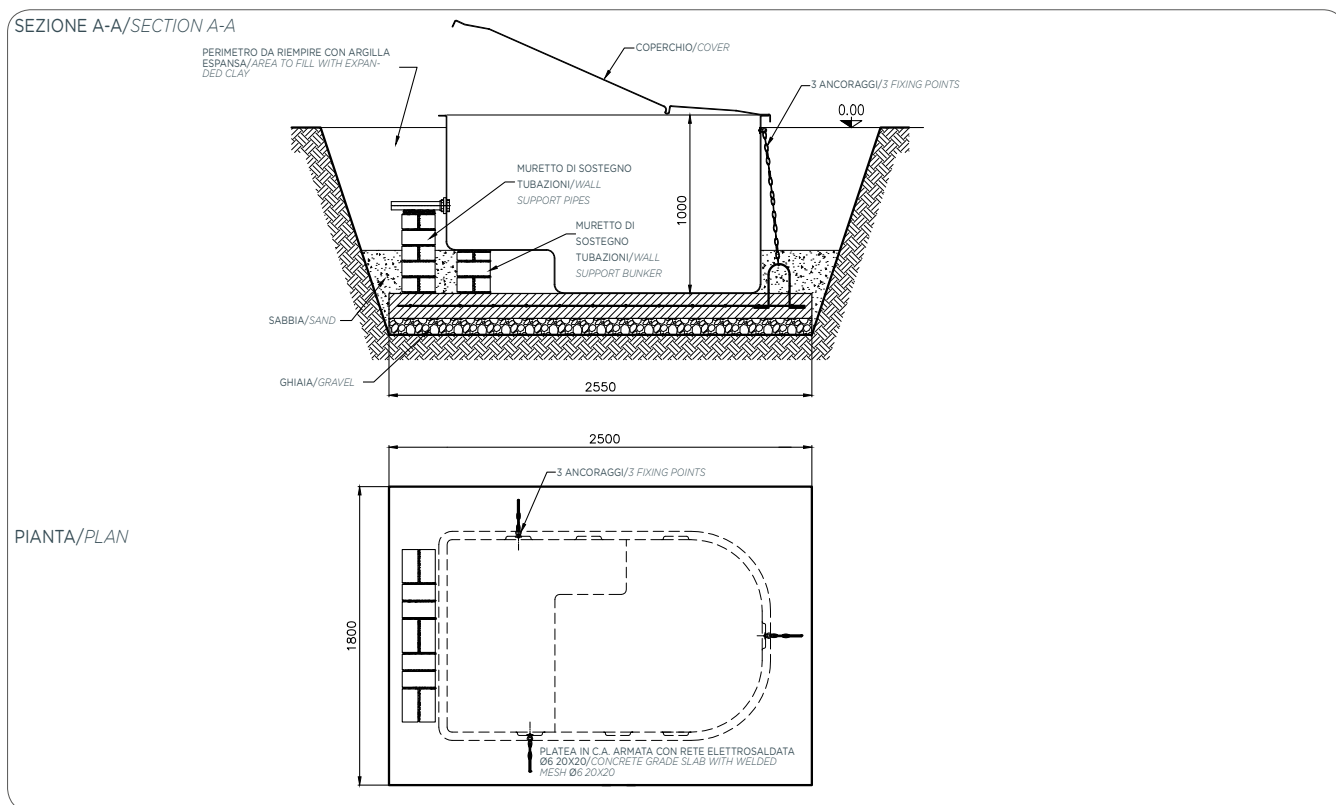 SEZIONE A-A/SECTION A-A
PERIMETRO DA RIEMPIRE CON ARGILLA
ESPANSA/AREA TO FILL WITH EXPAN-
DED CLAY
COPERCHIO/COVER
3 ANCORAGGI/3 FIXING POINTS
0.00
MURETTO DI SOSTEGNO
TUBAZIONI/WALL
SUPPORT PIPES
1000
MURETTO DI
SOSTEGNO
TUBAZIONI/WALL
SUPPORT BUNKER
SABBIA/SAND
GHIAIA/GRAVEL
2550
2500
3 ANCORAGGI/3 FIXING POINTS
PIANTA/PLAN
1800
PLATEA IN C.A. ARMATA CON RETE ELETTROSALDATA
Ø6 20X20/CONCRETE GRADE SLAB WITH WELDED
MESH Ø6 20X20